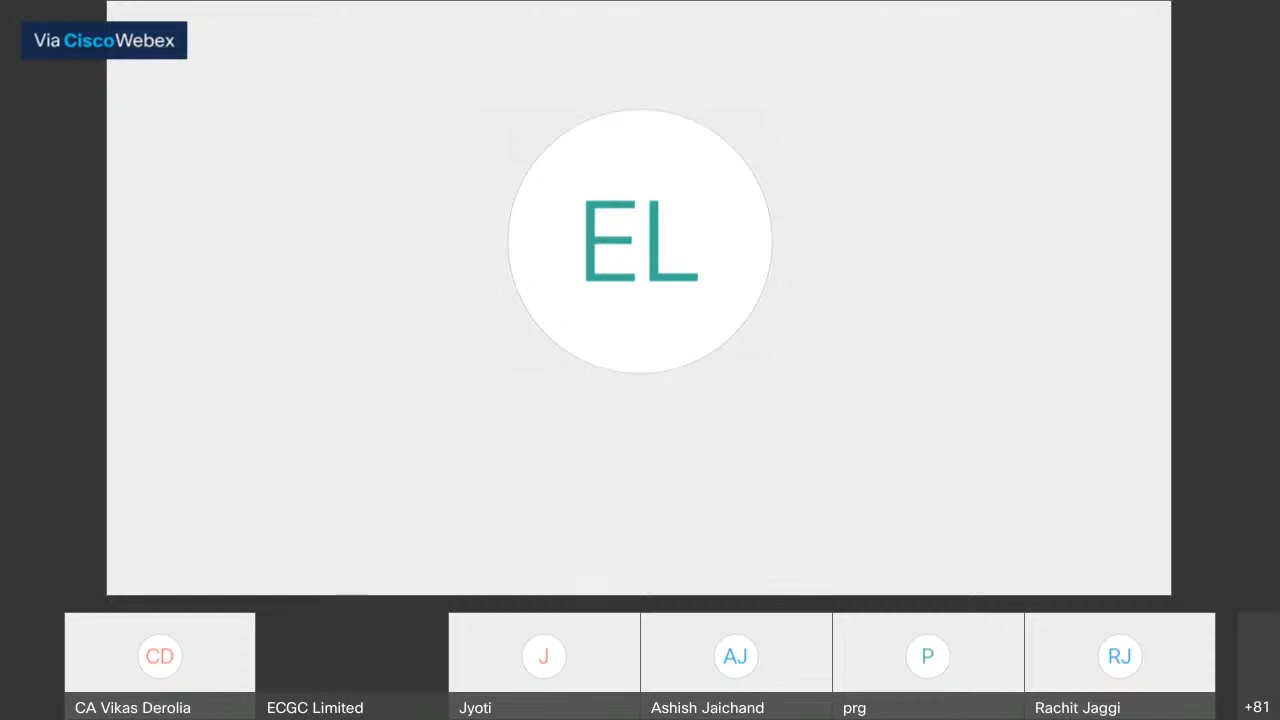 Via CiscoWebex
EL
CD
J
AJ
P
RJ
CA Vikas Derolia
ECGC Limited
Jyoti
Ashish Jaichand
prg
Rachit Jaggi
+81